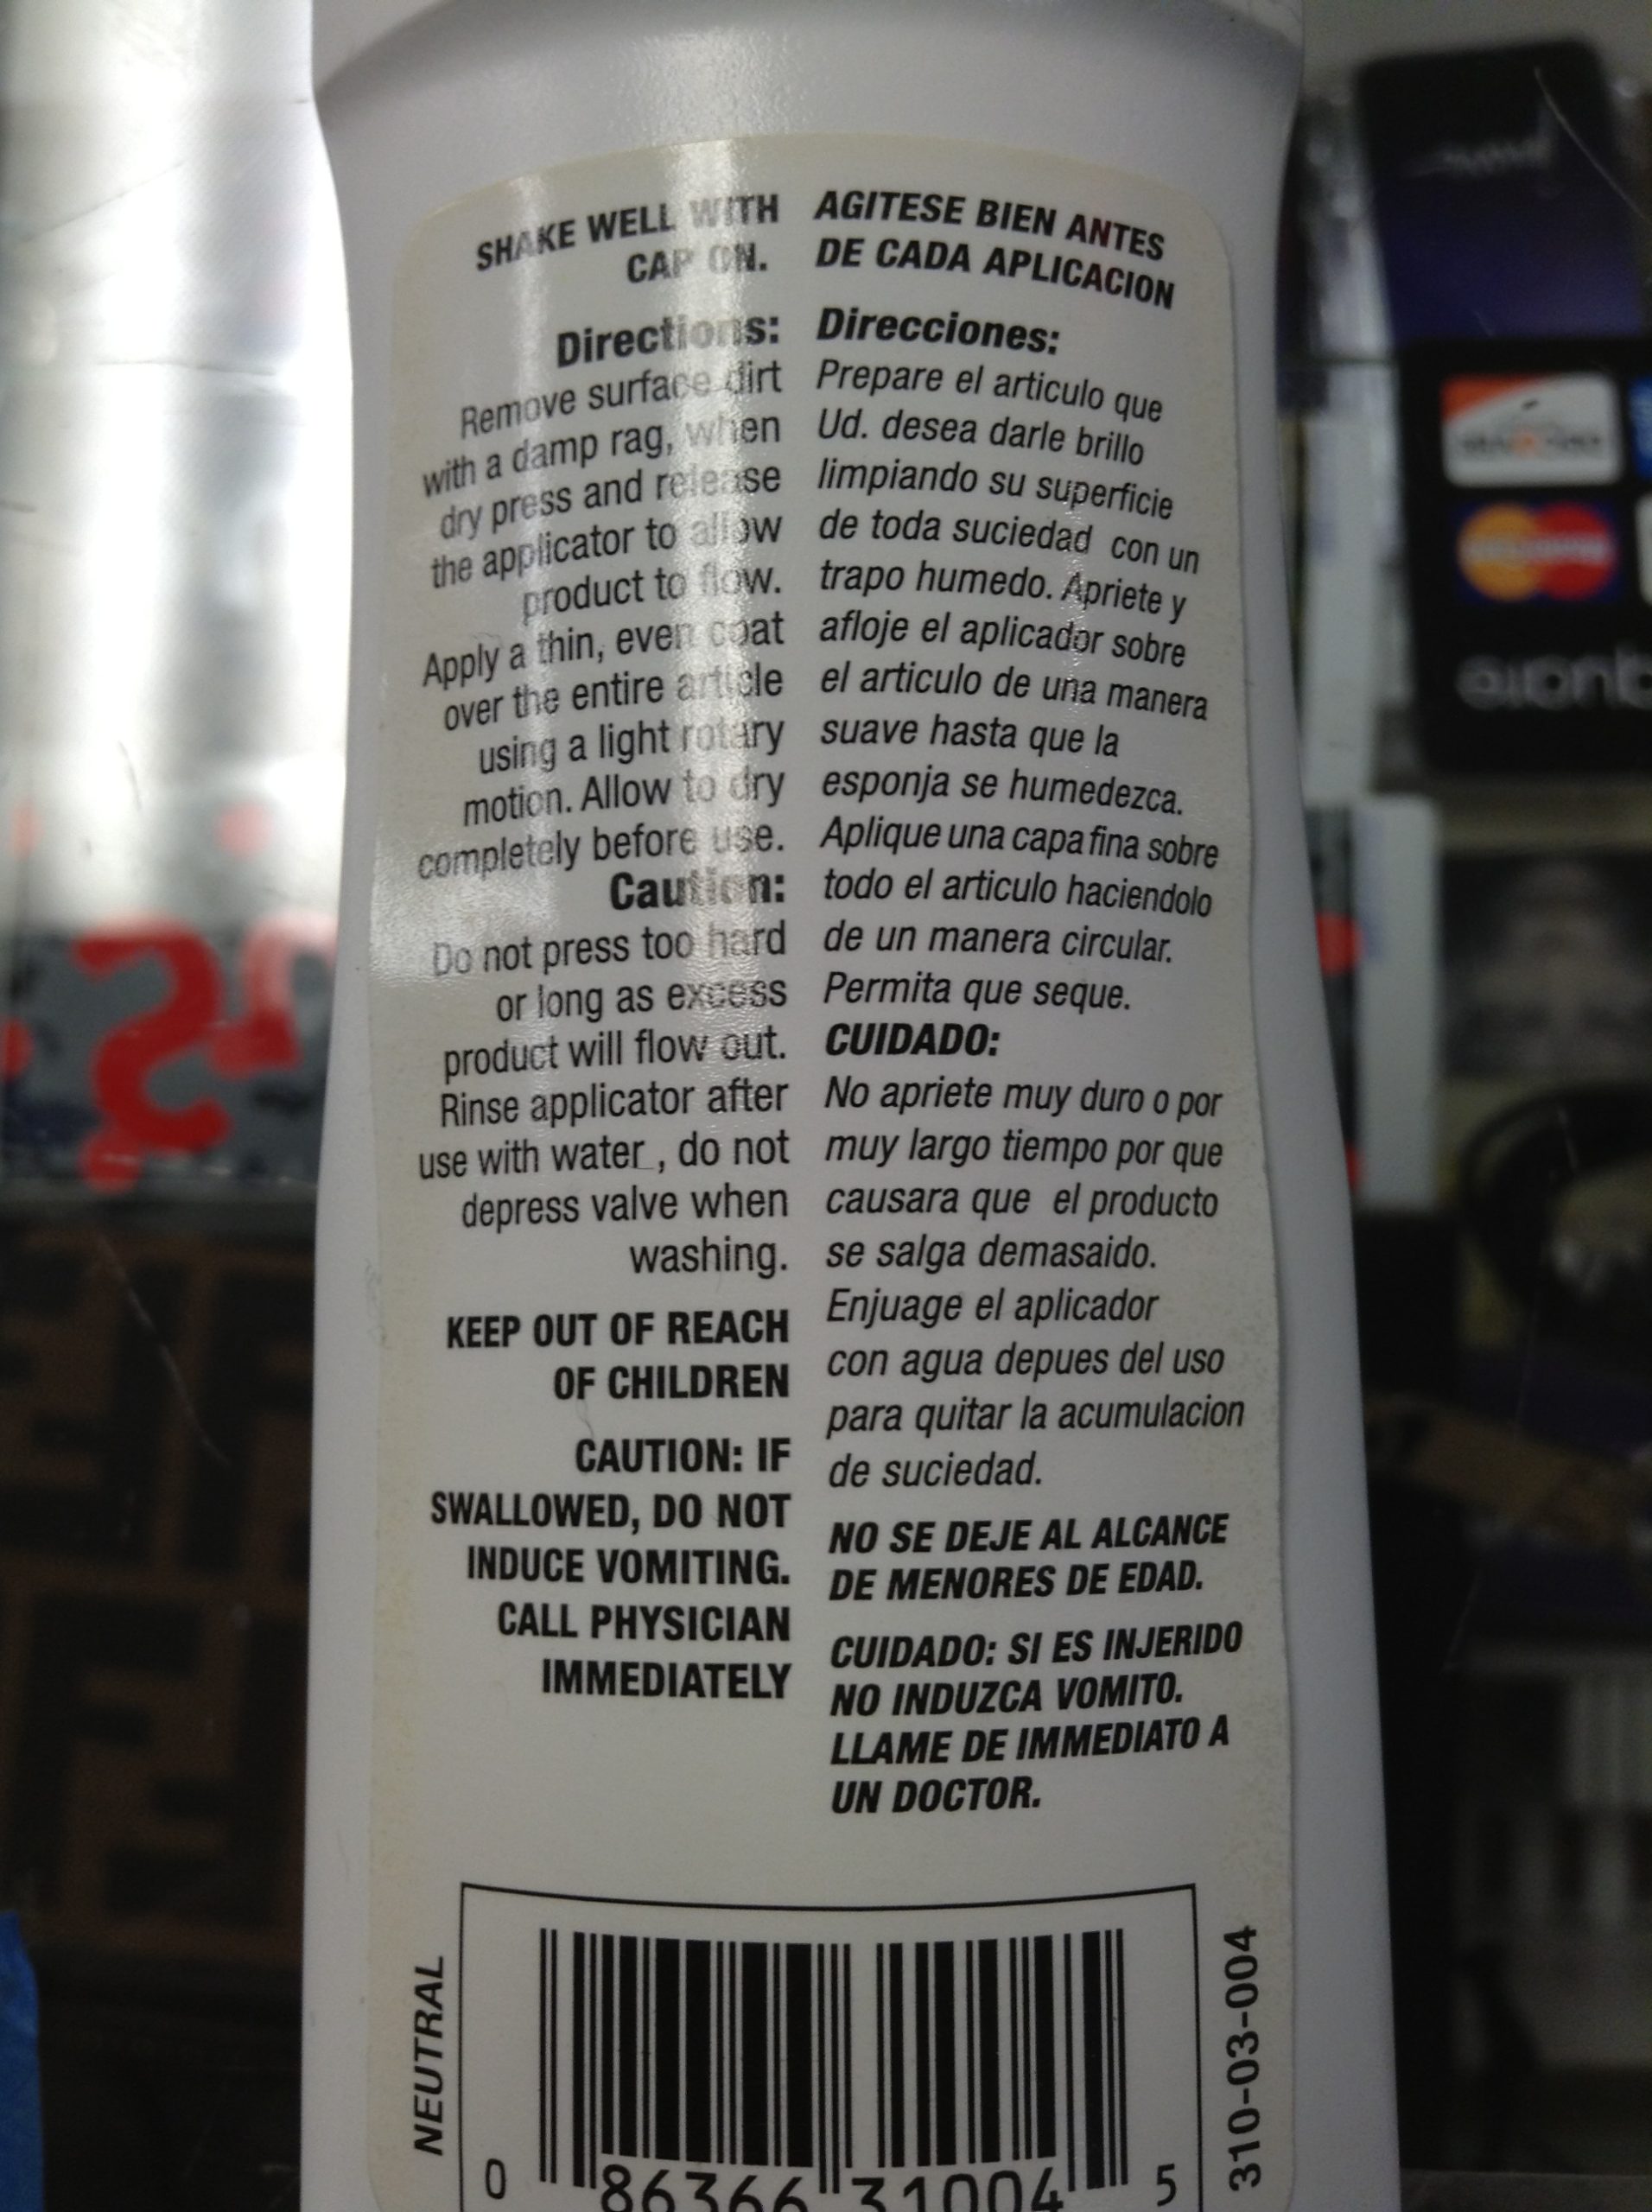 SHAKE WELL WITH
CAP ON.
Directions:
Remove surface dirt
with a damp rag, when
dry press and release
the applicator to allow
product to flow.
Apply a thin, even coat
over the entire article
using a light rotary
motion. Allow to dry
completely before use.
Caution:
Do not press too hard
or long as excess
product will flow out.
Rinse applicator after
use with water , do not
depress valve when
washing.
KEEP OUT OF REACH
OF CHILDREN
CAUTION: IF
SWALLOWED, DO NOT
INDUCE VOMITING.
CALL PHYSICIAN
IMMEDIATELY
AGITESE BIEN ANTES
DE CADA APLICACION
Direcciones:
Prepare el articulo que
Ud. desea darle brillo
limpiando su superficie
de toda suciedad con un
trapo humedo. Apriete y
afloje el aplicador sobre
el articulo de una manera
suave hasta que la
esponja se humedezca.
Aplique una capa fina sobre
todo el articulo haciendolo
de un manera circular.
Permita que seque.
CUIDADO:
No apriete muy duro o por
muy largo tiempo por que
causara que el producto
se salga demasaido.
Enjuage el aplicador
con agua depues del uso
para quitar la acumulacion
de suciedad.
NO SE DEJE AL ALCANCE
DE MENORES DE EDAD.
CUIDADO: SI ES INJERIDO
NO INDUZCA VOMITO.
LLAME DE IMMEDIATO A
UN DOCTOR.
NEUTRAL
0 86366 31004 5
310-03-004